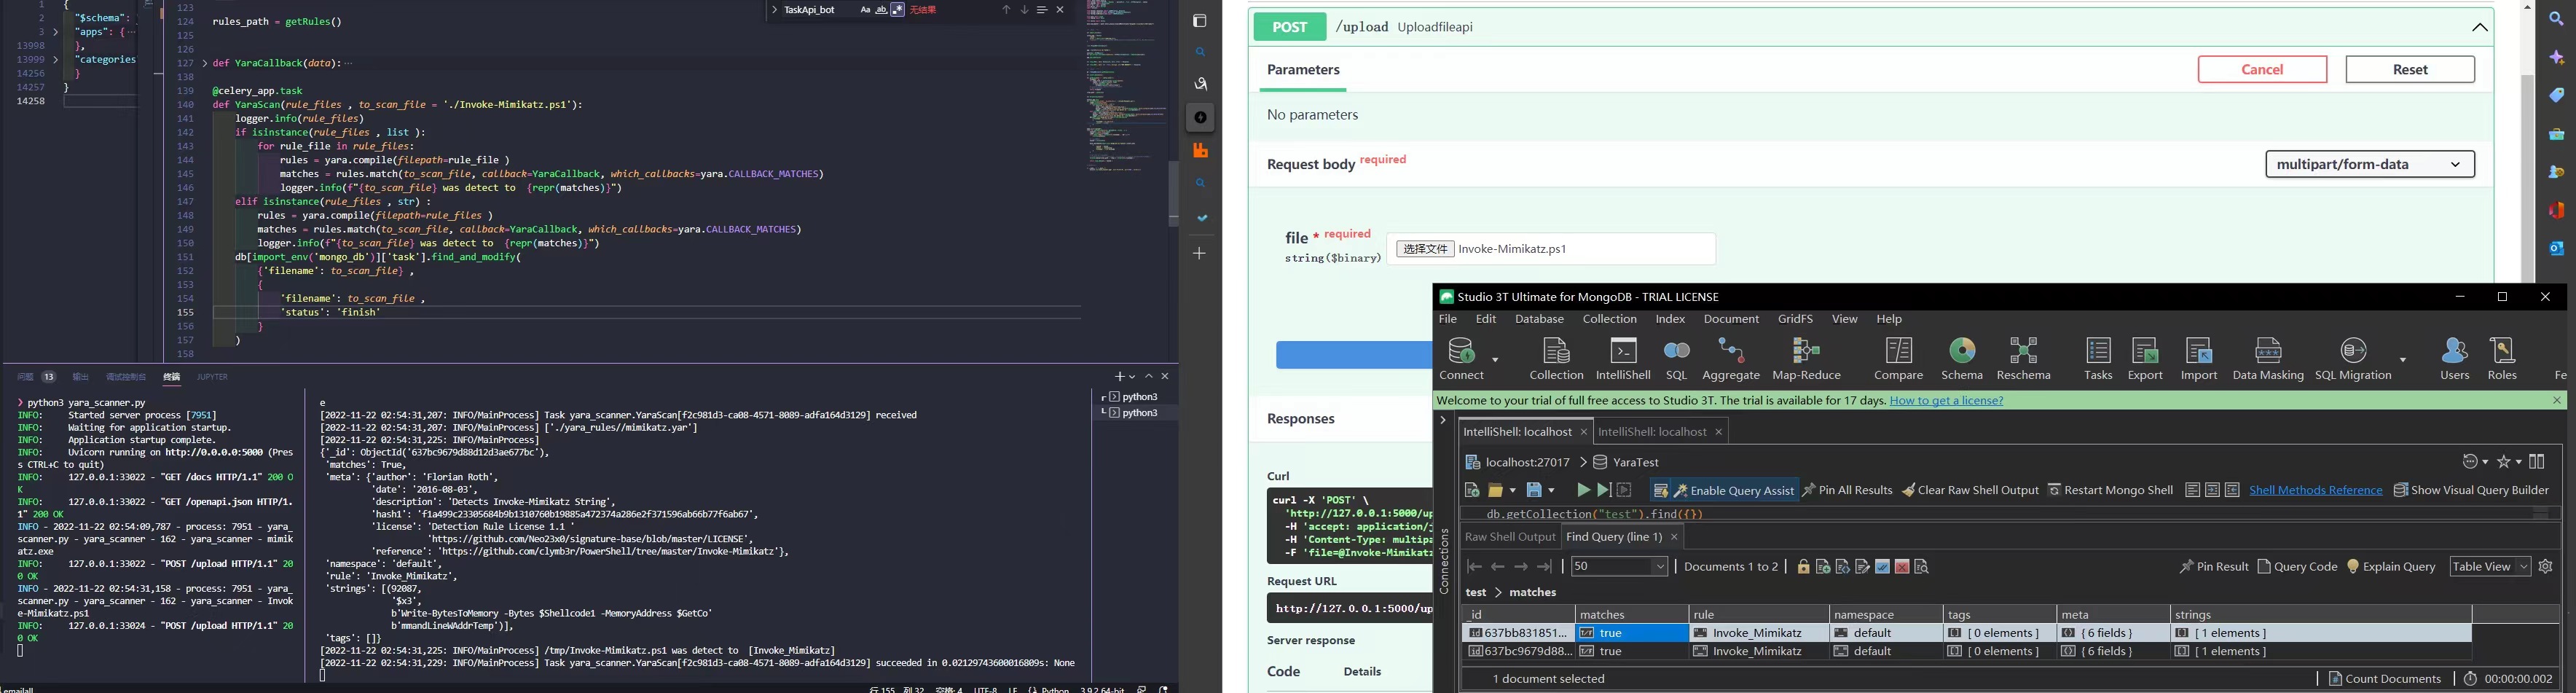 1 {
2 "$schema":
3 "apps": {
13998 },
13999 "categories
14256 }
14257 }
14258
123
124 rules_path = getRules()
125
126
127 def YaraCallback(data):
138
139 @celery_app.task
140 def YaraScan(rule_files , to_scan_file = './Invoke-Mimikatz.ps1'):
141 logger.info(rule_files)
142 if isinstance(rule_files , list ):
143 for rule_file in rule_files:
144 rules = yara.compile(filepath=rule_file )
145 matches = rules.match(to_scan_file, callback=YaraCallback, which_callbacks=yara.CALLBACK_MATCHES)
146 logger.info(f"{to_scan_file} was detect to {repr(matches)}")
147 elif isinstance(rule_files , str) :
148 rules = yara.compile(filepath=rule_files )
149 matches = rules.match(to_scan_file, callback=YaraCallback, which_callbacks=yara.CALLBACK_MATCHES)
150 logger.info(f"{to_scan_file} was detect to {repr(matches)}")
151 db[import_env('mongo_db')]['task'].find_and_modify(
152 {'filename': to_scan_file} ,
153 {
154 'filename': to_scan_file ,
155 'status': 'finish'
156 }
157 )
158
TaskApi_bot Aa ab 无结果
问题 13 输出 调试控制台 终端 JUPYTER
python3 yara_scanner.py
INFO: Started server process [7951]
INFO: Waiting for application startup.
INFO: Application startup complete.
INFO: Uvicorn running on http://0.0.0.0:5000 (Pres
s CTRL+C to quit)
INFO: 127.0.0.1:33022 - "GET /docs HTTP/1.1" 200 O
K
INFO: 127.0.0.1:33022 - "GET /openapi.json HTTP/1.
1" 200 OK
INFO - 2022-11-22 02:54:09,787 - process: 7951 - yara_
scanner.py - yara_scanner - 162 - yara_scanner - mimik
atz.exe
INFO: 127.0.0.1:33022 - "POST /upload HTTP/1.1" 20
0 OK
INFO - 2022-11-22 02:54:31,158 - process: 7951 - yara_
scanner.py - yara_scanner - 162 - yara_scanner - Invok
e-Mimikatz.ps1
INFO: 127.0.0.1:33024 - "POST /upload HTTP/1.1" 20
0 OK
e
[2022-11-22 02:54:31,207: INFO/MainProcess] Task yara_scanner.YaraScan[f2c981d3-ca08-4571-8089-adfa164d3129] received
[2022-11-22 02:54:31,207: INFO/MainProcess] ['./yara_rules//mimikatz.yar']
[2022-11-22 02:54:31,225: INFO/MainProcess]
{'_id': ObjectId('637bc9679d88d12d3ae677bc'),
'matches': True,
'meta': {'author': 'Florian Roth',
'date': '2016-08-03',
'description': 'Detects Invoke-Mimikatz String',
'hash1': 'f1a499c23305684b9b1310760b19885a472374a286e2f371596ab66b77f6ab67',
'license': 'Detection Rule License 1.1 '
'https://github.com/Neo23x0/signature-base/blob/master/LICENSE',
'reference': 'https://github.com/clymb3r/PowerShell/tree/master/Invoke-Mimikatz'},
'namespace': 'default',
'rule': 'Invoke_Mimikatz',
'strings': [(92087,
'$x3',
b'Write-BytesToMemory -Bytes $Shellcode1 -MemoryAddress $GetCo'
b'mmandLineWAddrTemp')],
'tags': []}
[2022-11-22 02:54:31,225: INFO/MainProcess] /tmp/Invoke-Mimikatz.ps1 was detect to [Invoke_Mimikatz]
[2022-11-22 02:54:31,229: INFO/MainProcess] Task yara_scanner.YaraScan[f2c981d3-ca08-4571-8089-adfa164d3129] succeeded in 0.02129743600016809s: None
python3
python3
emailall 行 155, 列 32 空格: 4 UTF-8 LF Python 3.9.2 64-bit
POST /upload Uploadfileapi
Parameters Cancel Reset
No parameters
Request body required multipart/form-data
file * required 选择文件 Invoke-Mimikatz.ps1
string($binary)
Responses
Curl
curl -X 'POST' \
'http://127.0.0.1:5000/up
-H 'accept: application/j
-H 'Content-Type: multipa
-F 'file=@Invoke-Mimikatz
Request URL
http://127.0.0.1:5000/up
Server response
Code Details
Studio 3T Ultimate for MongoDB - TRIAL LICENSE
File Edit Database Collection Index Document GridFS View Help
Connect Collection IntelliShell SQL Aggregate Map-Reduce Compare Schema Reschema Tasks Export Import Data Masking SQL Migration Users Roles Fe
Welcome to your trial of full free access to Studio 3T. The trial is available for 17 days. How to get a license?
IntelliShell: localhost IntelliShell: localhost
localhost:27017 YaraTest
Enable Query Assist Pin All Results Clear Raw Shell Output Restart Mongo Shell Shell Methods Reference Show Visual Query Builder
db.getCollection("test").find({})
Raw Shell Output Find Query (line 1)
50 Documents 1 to 2 Pin Result Query Code Explain Query Table View
test > matches
_id matches rule namespace tags meta strings
637bb831851... true Invoke_Mimikatz default [ 0 elements ] { 6 fields } [ 1 elements ]
637bc9679d88... true Invoke_Mimikatz default [ 0 elements ] { 6 fields } [ 1 elements ]
1 document selected Count Documents 00:00:00.002
Connections